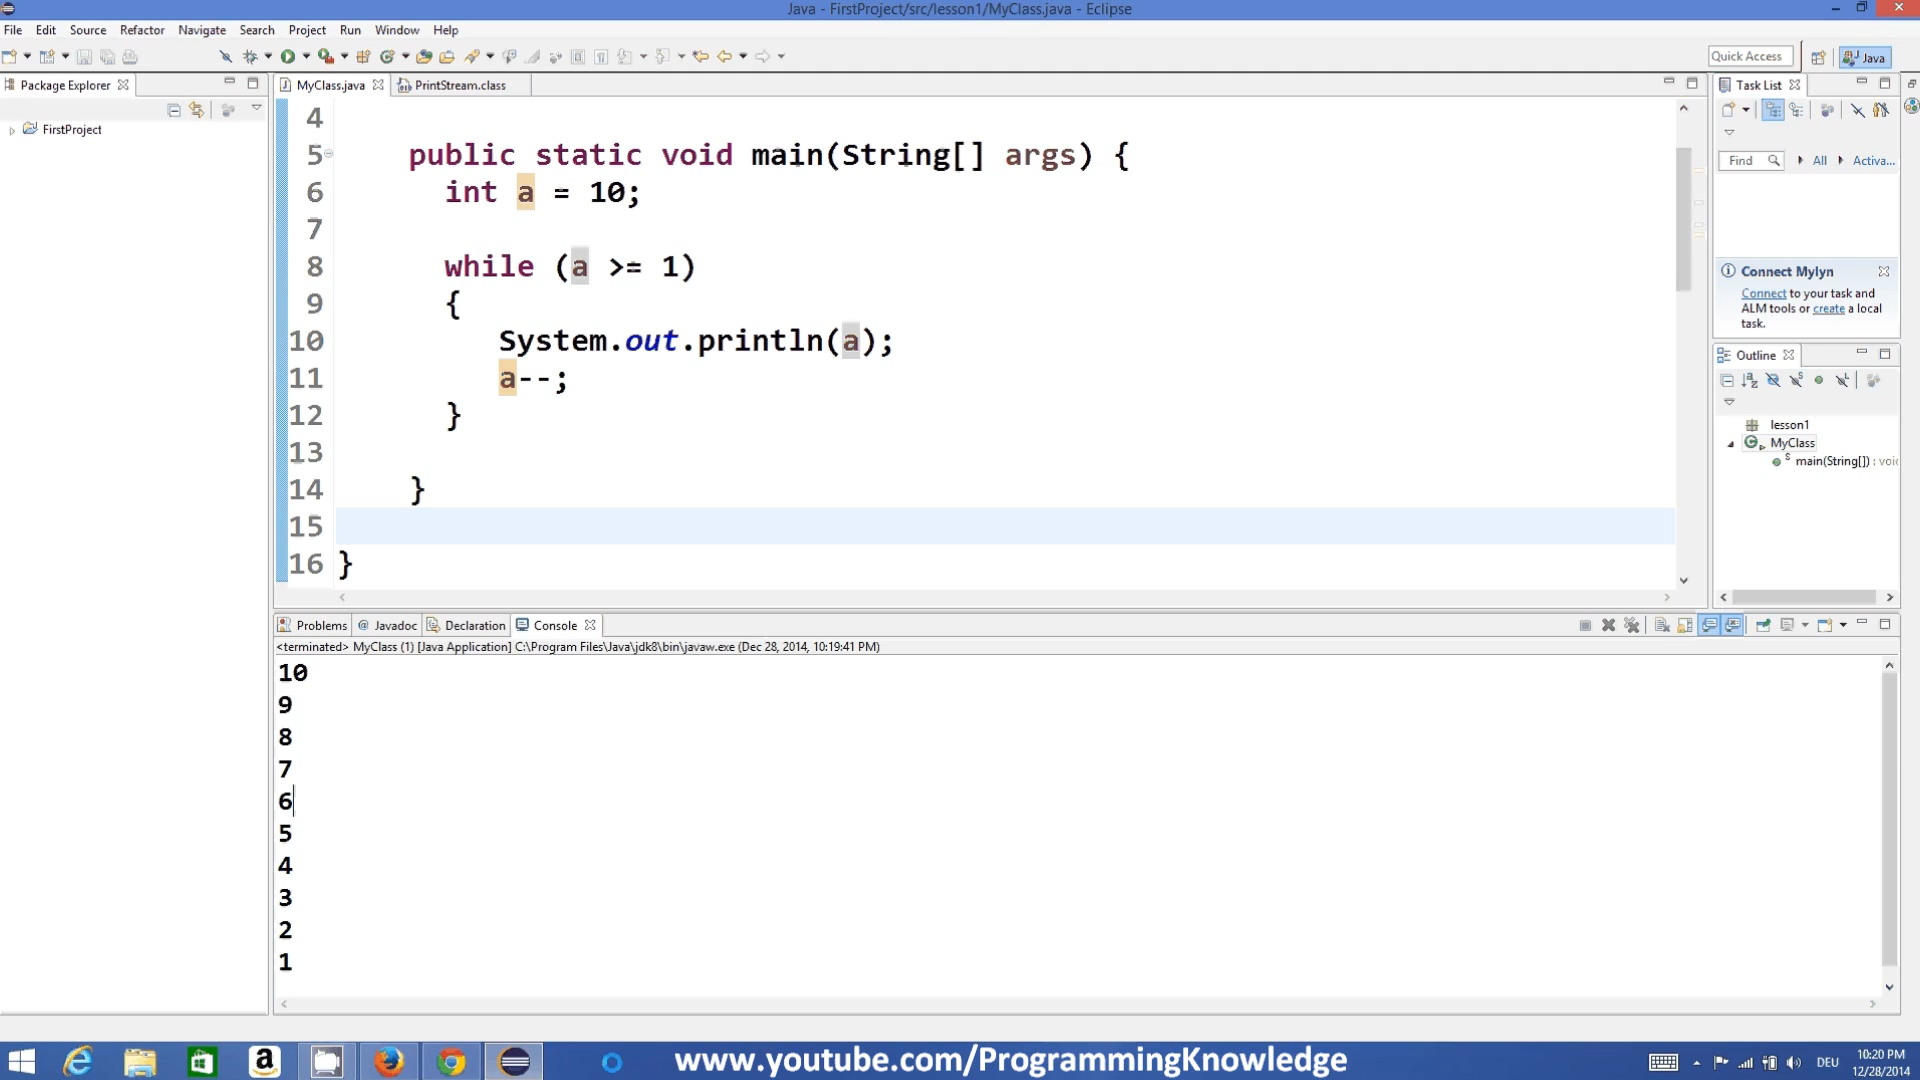 Java - FirstProject/src/lesson1/MyClass.java - Eclipse
File Edit Source Refactor Navigate Search Project Run Window Help
Quick Access
Java
Package Explorer
MyClass.java
PrintStream.class
Task List
FirstProject
4
5 public static void main(String[] args) {
6 int a = 10;
7
8 while (a >= 1)
9 {
10 System.out.println(a);
11 a--;
12 }
13
14 }
15
16 }
Find
All
Activa...
Connect Mylyn
Connect to your task and
ALM tools or create a local
task.
Outline
lesson1
MyClass
main(String[]) : voi
Problems @ Javadoc Declaration Console
<terminated> MyClass (1) [Java Application] C:\Program Files\Java\jdk8\bin\javaw.exe (Dec 28, 2014, 10:19:41 PM)
10
9
8
7
6
5
4
3
2
1
www.youtube.com/ProgrammingKnowledge
DEU
10:20 PM
12/28/2014